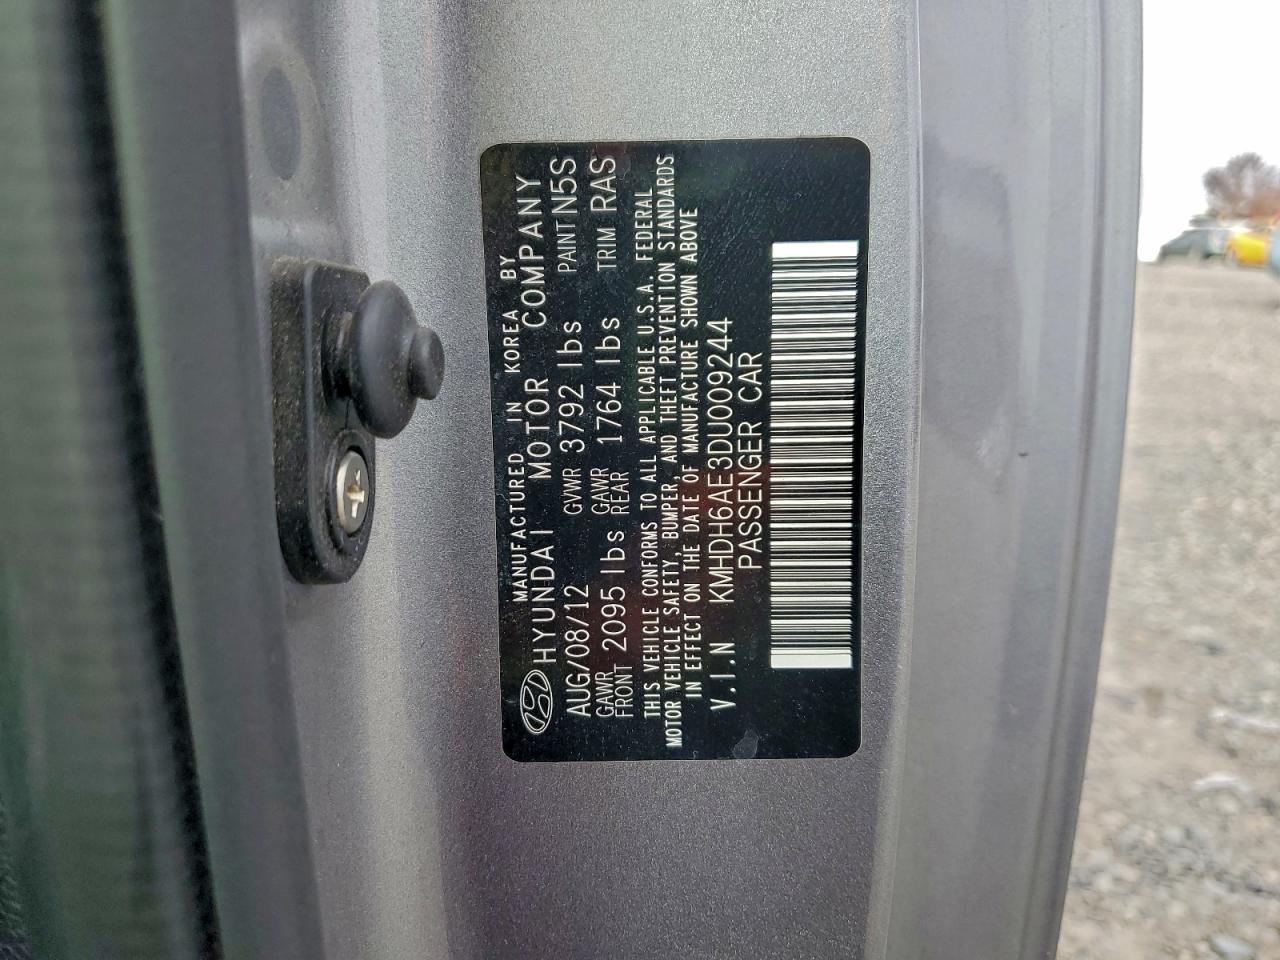 MANUFACTURED IN KOREA BY
HYUNDAI MOTOR COMPANY
AUG/08/12 GVWR 3792 lbs PAINT N5S
GAWR FRONT 2095 lbs GAWR REAR 1764 lbs TRIM RAS
THIS VEHICLE CONFORMS TO ALL APPLICABLE U.S.A. FEDERAL
MOTOR VEHICLE SAFETY, BUMPER, AND THEFT PREVENTION STANDARDS
IN EFFECT ON THE DATE OF MANUFACTURE SHOWN ABOVE
V.I.N KMHDH6AE3DU009244
PASSENGER CAR